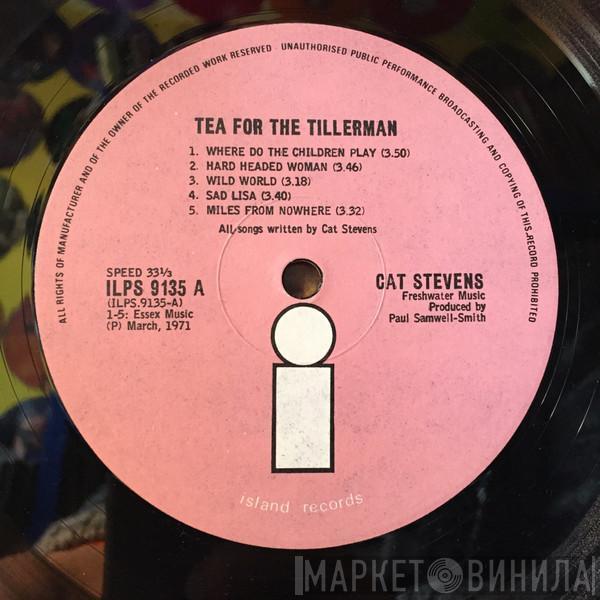 ALL RIGHTS OF MANUFACTURER AND OF THE OWNER OF THE RECORDED WORK RESERVED · UNAUTHORISED PUBLIC PERFORMANCE BROADCASTING AND COPYING OF THIS RECORD PROHIBITED
TEA FOR THE TILLERMAN
1. WHERE DO THE CHILDREN PLAY (3.50)
2. HARD HEADED WOMAN (3.46)
3. WILD WORLD (3.18)
4. SAD LISA (3.40)
5. MILES FROM NOWHERE (3.32)
All songs written by Cat Stevens
SPEED 33⅓
ILPS 9135 A
(ILPS.9135-A)
1-5: Essex Music
(P) March, 1971
CAT STEVENS
Freshwater Music
Produced by
Paul Samwell-Smith
island records
МАРКЕТ ВИНИЛА